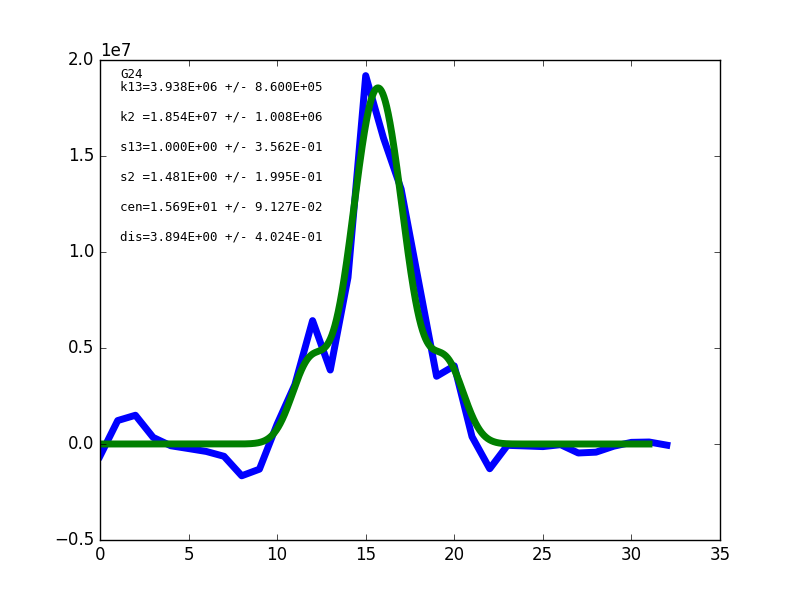 1e7
G24
k13=3.938E+06 +/- 8.600E+05
k2 =1.854E+07 +/- 1.008E+06
s13=1.000E+00 +/- 3.562E-01
s2 =1.481E+00 +/- 1.995E-01
cen=1.569E+01 +/- 9.127E-02
dis=3.894E+00 +/- 4.024E-01
2.0
1.5
1.0
0.5
0.0
−0.5
0 5 10 15 20 25 30 35